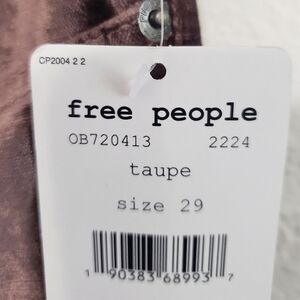 CP2004 2 2
free people
OB720413 2224
taupe
size 29
1 90383 68993 7